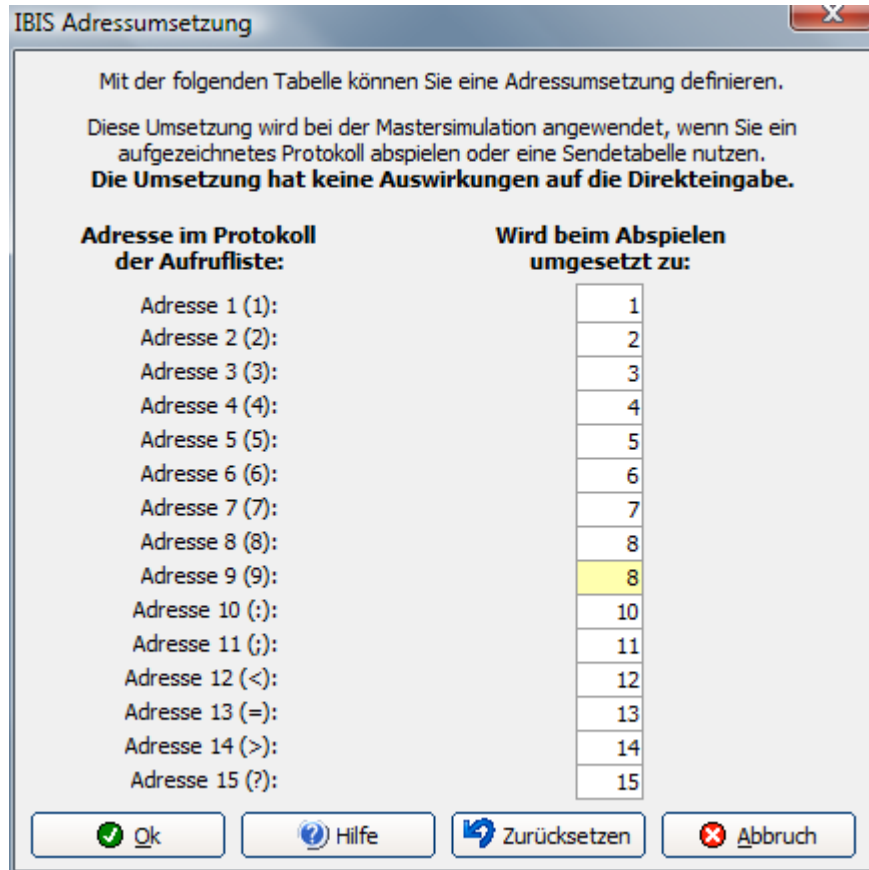 IBIS Adressumsetzung
Mit der folgenden Tabelle können Sie eine Adressumsetzung definieren.
Diese Umsetzung wird bei der Mastersimulation angewendet, wenn Sie ein
aufgezeichnetes Protokoll abspielen oder eine Sendetabelle nutzen.
Die Umsetzung hat keine Auswirkungen auf die Direkteingabe.
Adresse im Protokoll
der Aufrufliste:
Wird beim Abspielen
umgesetzt zu:
Adresse 1 (1): 1
Adresse 2 (2): 2
Adresse 3 (3): 3
Adresse 4 (4): 4
Adresse 5 (5): 5
Adresse 6 (6): 6
Adresse 7 (7): 7
Adresse 8 (8): 8
Adresse 9 (9): 8
Adresse 10 (:): 10
Adresse 11 (;): 11
Adresse 12 (<): 12
Adresse 13 (=): 13
Adresse 14 (>): 14
Adresse 15 (?): 15
Ok Hilfe Zurücksetzen Abbruch